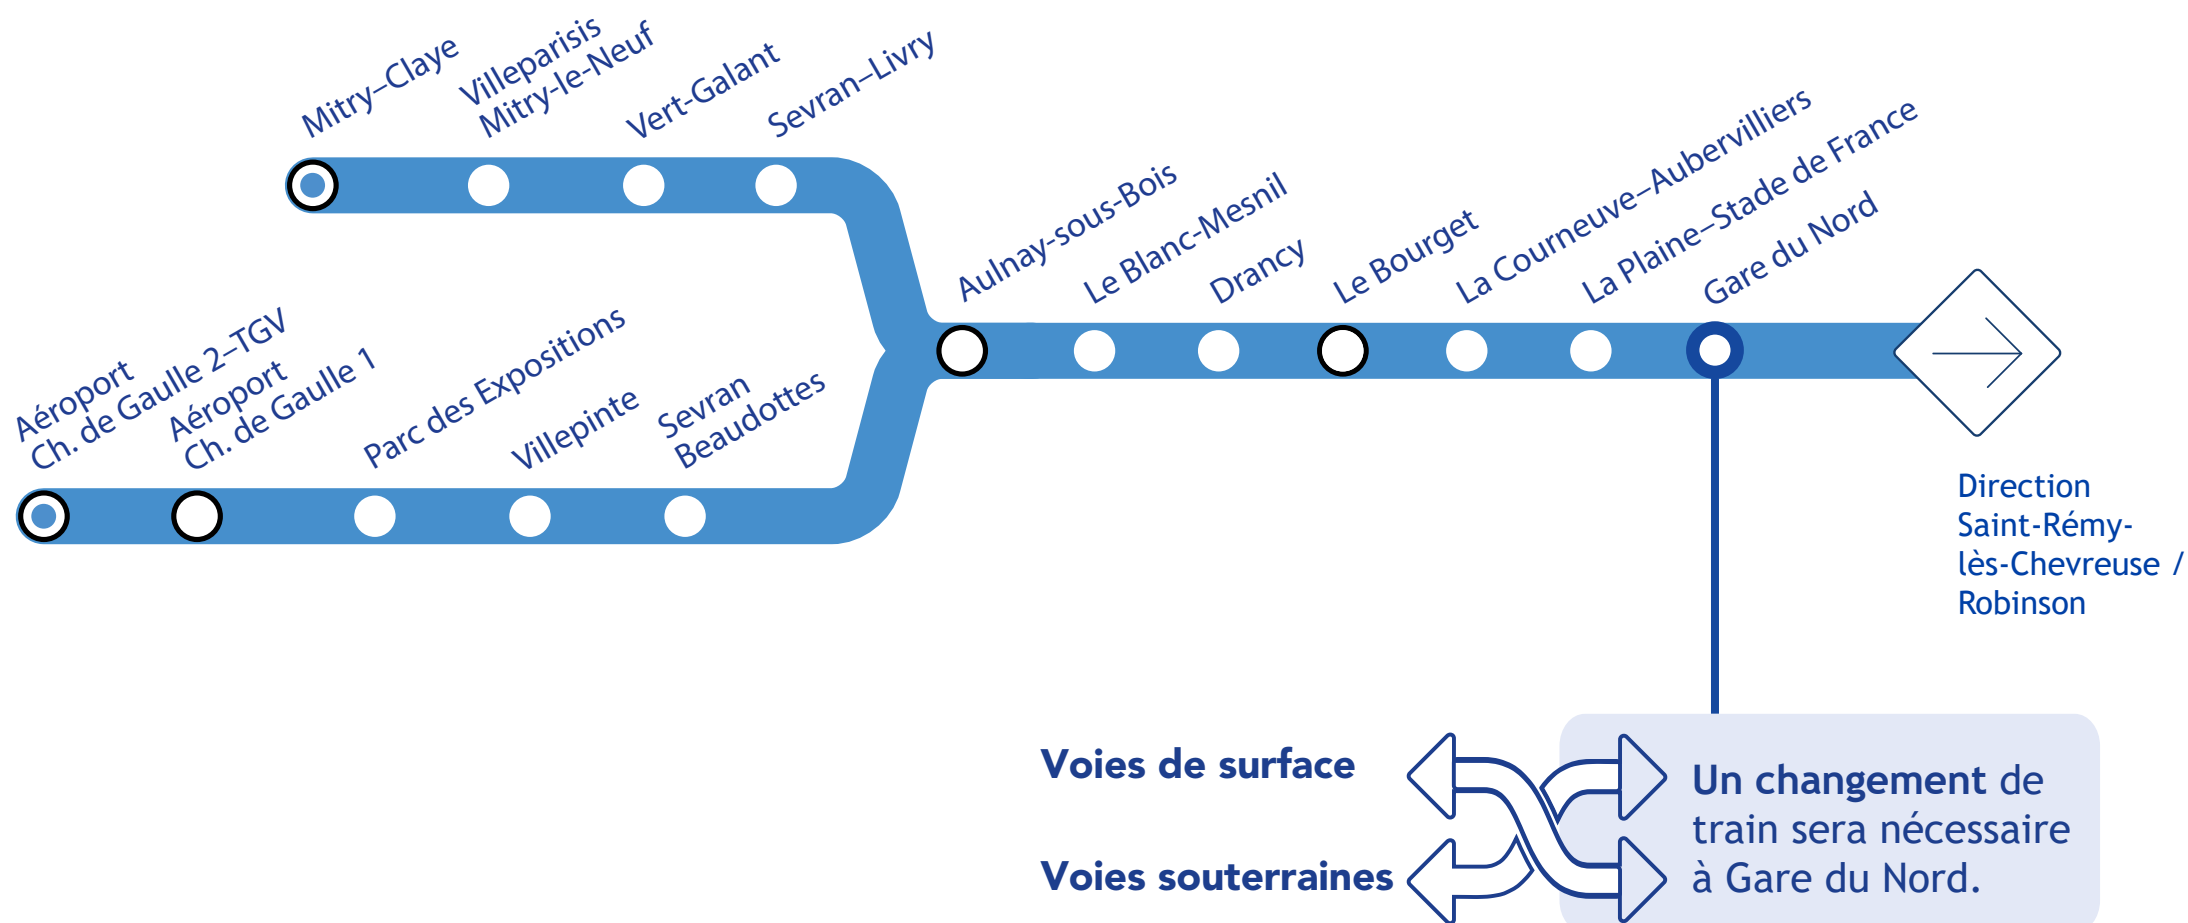 Mitry–Claye
Villeparisis
Mitry-le-Neuf
Vert-Galant
Sevran–Livry
Aulnay-sous-Bois
Le Blanc-Mesnil
Drancy
Le Bourget
La Courneuve–Aubervilliers
La Plaine–Stade de France
Gare du Nord
Aéroport
Ch. de Gaulle 2–TGV
Aéroport
Ch. de Gaulle 1
Parc des Expositions
Villepinte
Sevran
Beaudottes
Direction
Saint-Rémy-
lès-Chevreuse /
Robinson
Voies de surface
Voies souterraines
Un changement de
train sera nécessaire
à Gare du Nord.